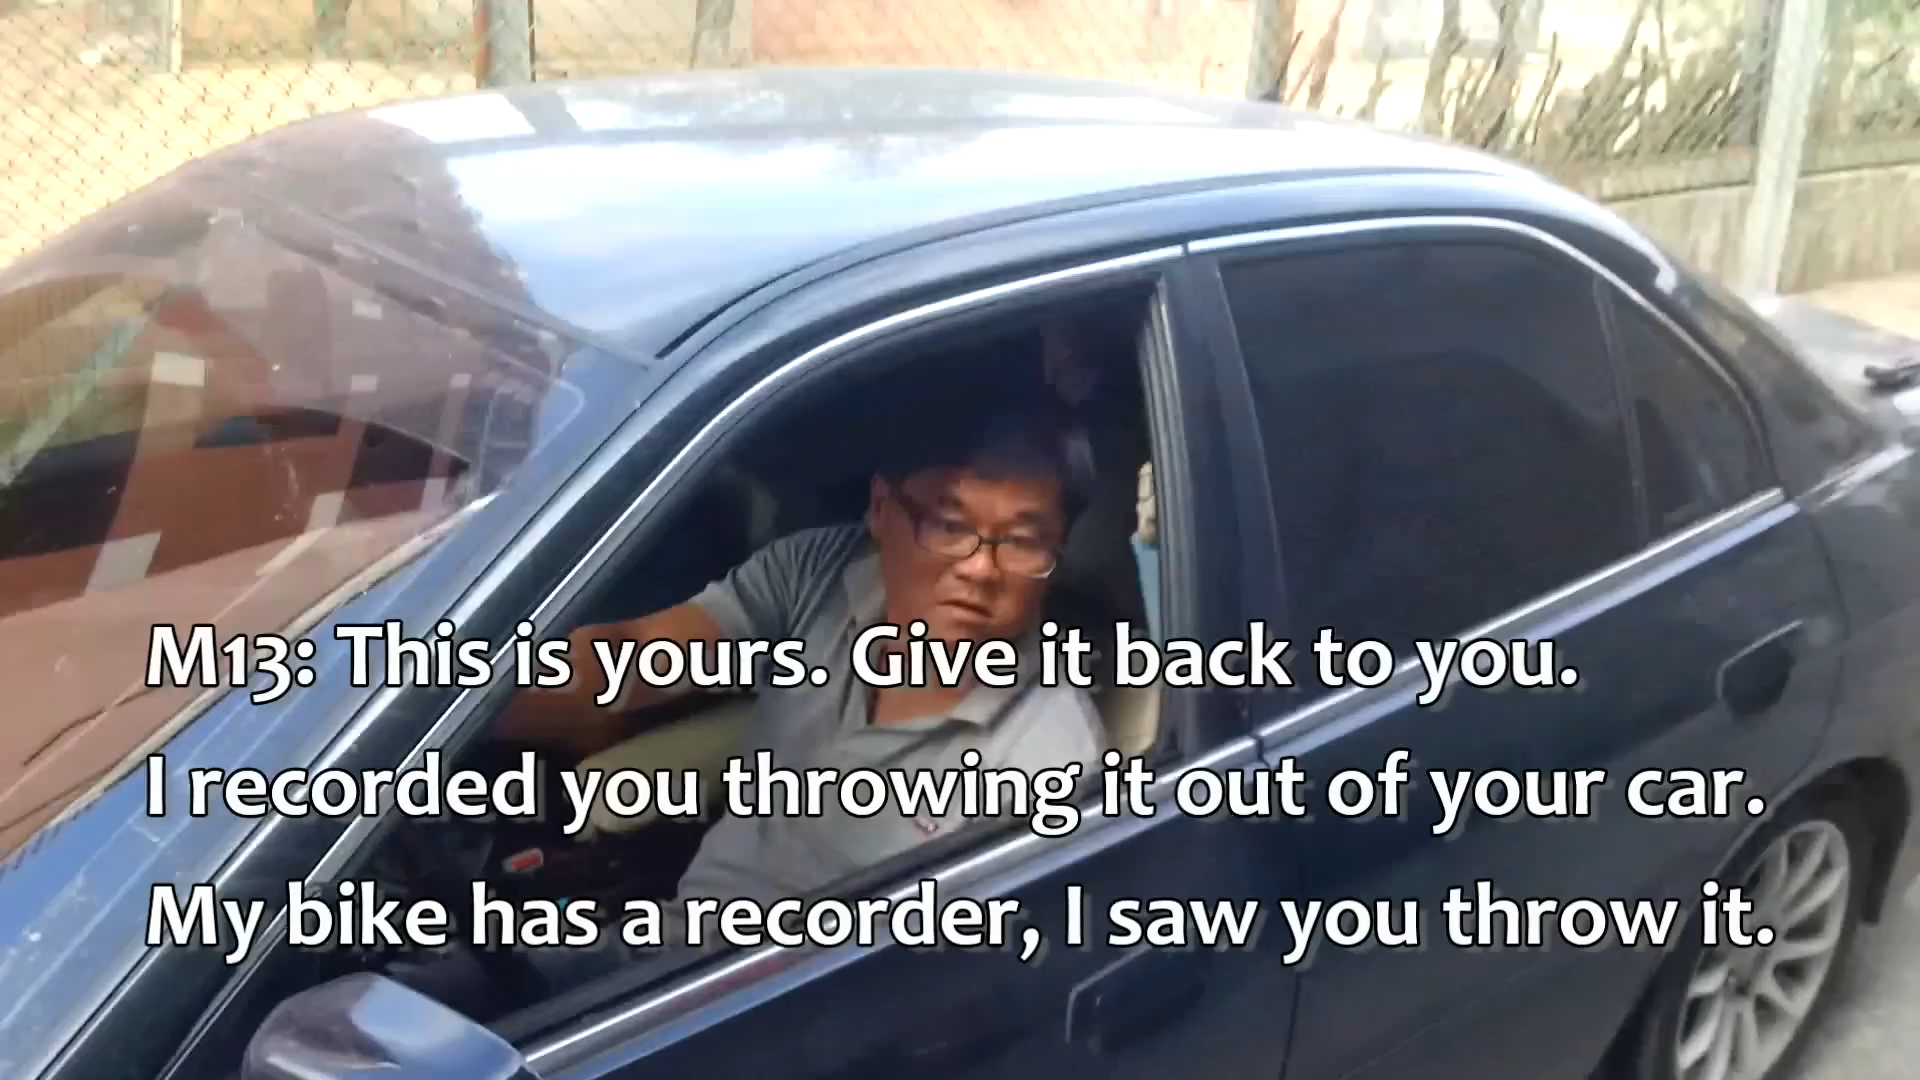 M13: This is yours. Give it back to you.
I recorded you throwing it out of your car.
My bike has a recorder, I saw you throw it.